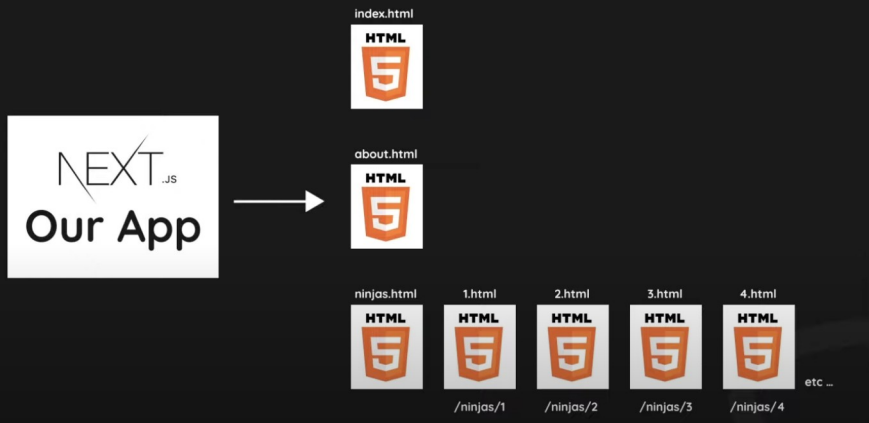 index.html
HTML
5
NEXT.JS
Our App
about.html
HTML
5
ninjas.html 1.html 2.html 3.html 4.html
HTML HTML HTML HTML HTML
5 5 5 5 5
etc ...
/ninjas/1 /ninjas/2 /ninjas/3 /ninjas/4